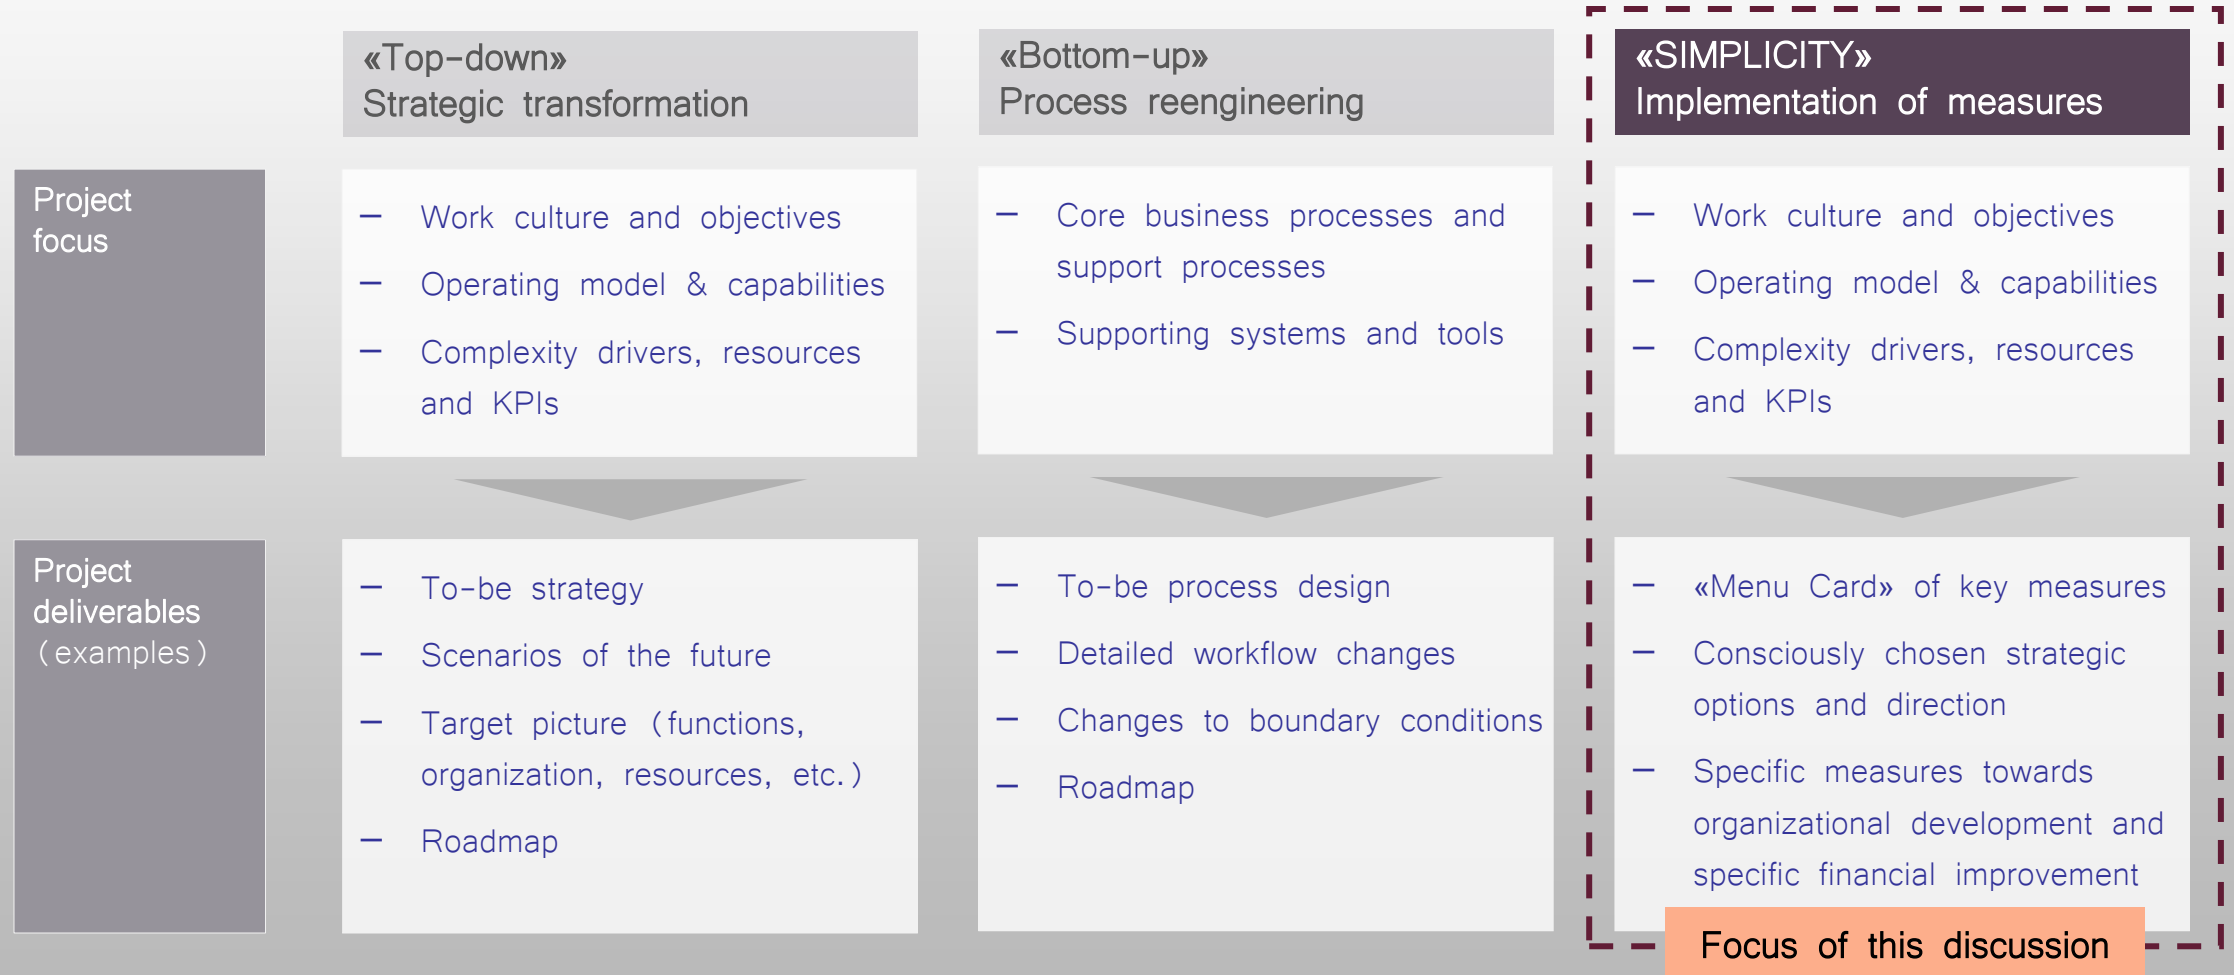 «Top-down»
Strategic transformation
«Bottom-up»
Process reengineering
«SIMPLICITY»
Implementation of measures
Project
focus
— Work culture and objectives
— Operating model & capabilities
— Complexity drivers, resources
and KPIs
— Core business processes and
support processes
— Supporting systems and tools
— Work culture and objectives
— Operating model & capabilities
— Complexity drivers, resources
and KPIs
Project
deliverables
(examples)
— To-be strategy
— Scenarios of the future
— Target picture (functions,
organization, resources, etc.)
— Roadmap
— To-be process design
— Detailed workflow changes
— Changes to boundary conditions
— Roadmap
— «Menu Card» of key measures
— Consciously chosen strategic
options and direction
— Specific measures towards
organizational development and
specific financial improvement
Focus of this discussion